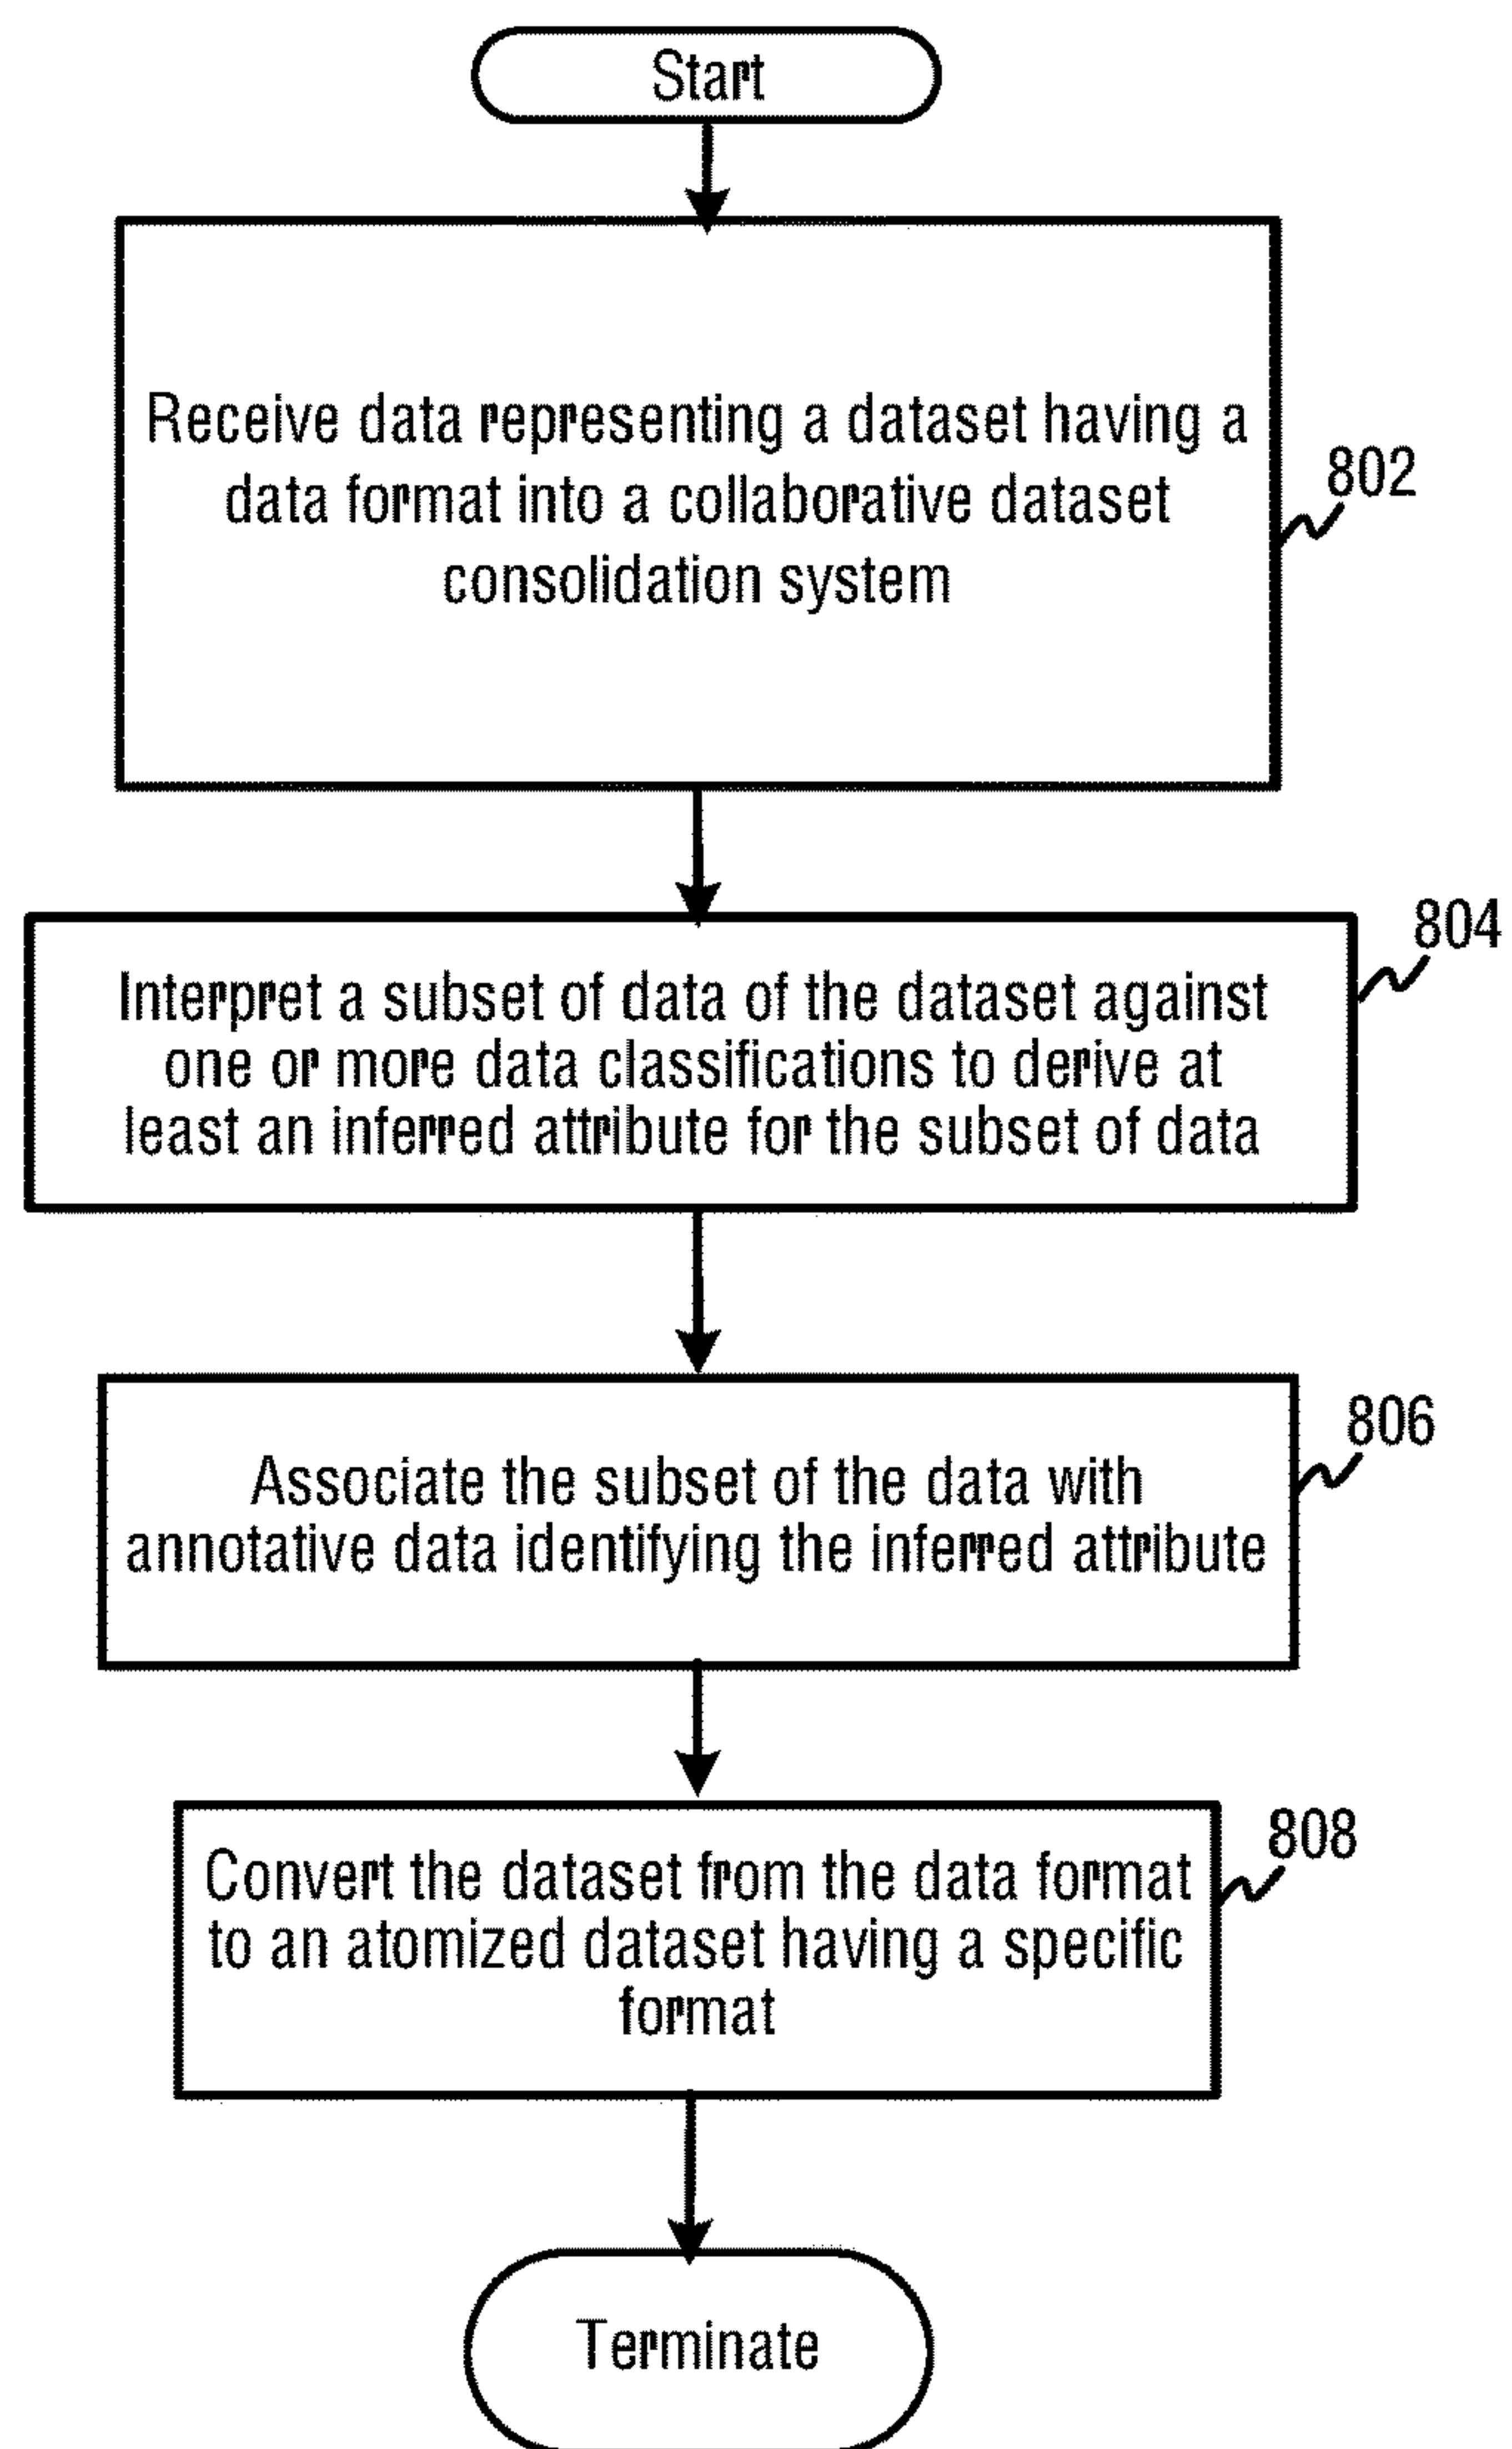 Start
Receive data representing a dataset having a
data format into a collaborative dataset
consolidation system
802
Interpret a subset of data of the dataset against
one or more data classifications to derive at
least an inferred attribute for the subset of data
804
Associate the subset of the data with
annotative data identifying the inferred attribute
806
Convert the dataset from the data format
to an atomized dataset having a specific
format
808
Terminate